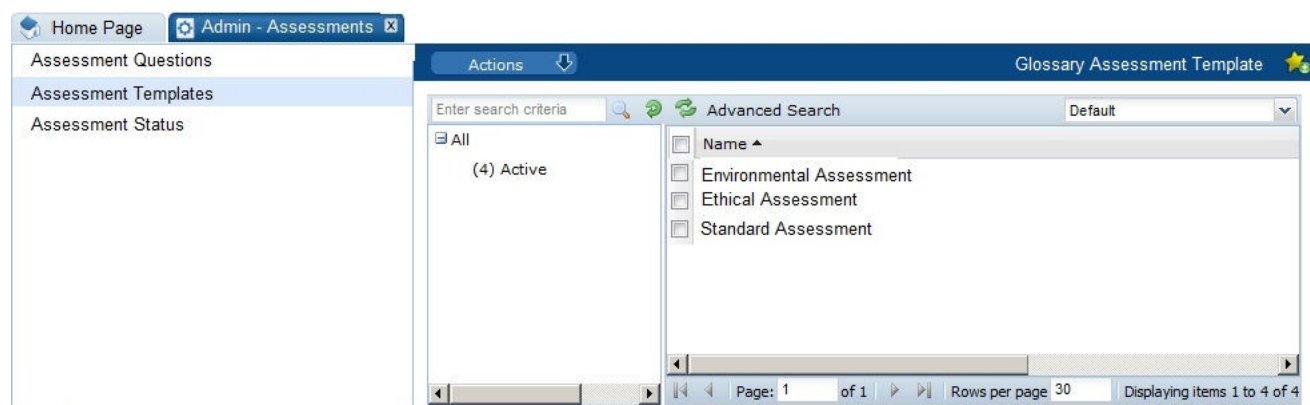 Home Page Admin - Assessments
Assessment Questions
Assessment Templates
Assessment Status
Actions Glossary Assessment Template
Enter search criteria Advanced Search Default
All
(4) Active
Name
Environmental Assessment
Ethical Assessment
Standard Assessment
Page: 1 of 1 Rows per page 30 Displaying items 1 to 4 of 4